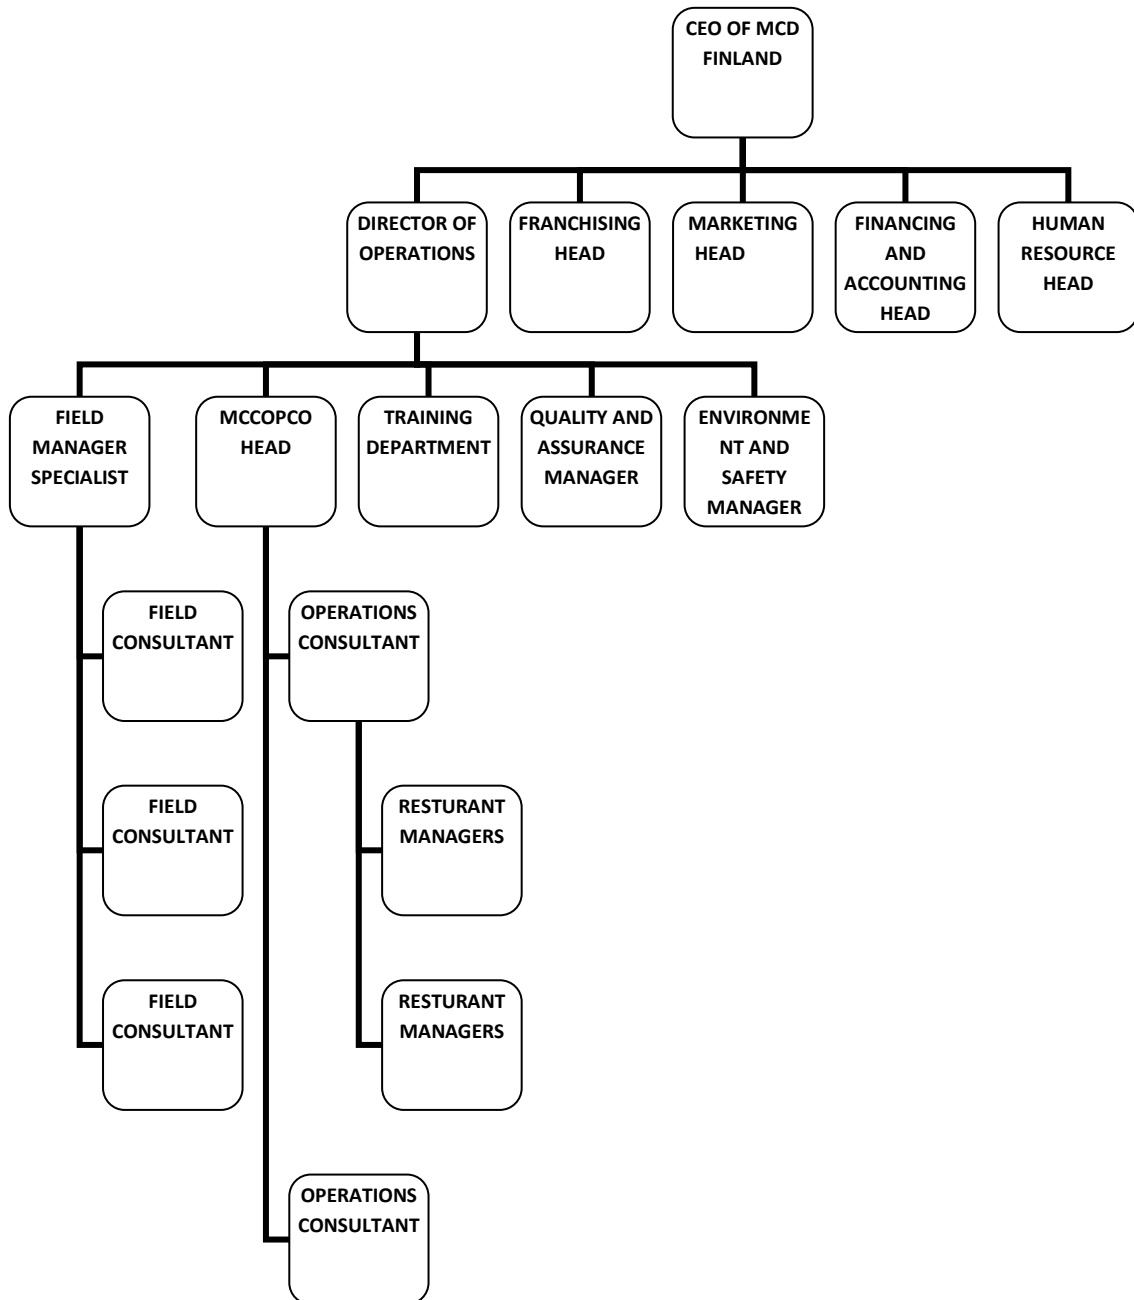 CEO OF MCD
FINLAND
DIRECTOR OF
OPERATIONS
FRANCHISING
HEAD
MARKETING
HEAD
FINANCING
AND
ACCOUNTING
HEAD
HUMAN
RESOURCE
HEAD
FIELD
MANAGER
SPECIALIST
MCCOPCO
HEAD
TRAINING
DEPARTMENT
QUALITY AND
ASSURANCE
MANAGER
ENVIRONME
NT AND
SAFETY
MANAGER
FIELD
CONSULTANT
OPERATIONS
CONSULTANT
FIELD
CONSULTANT
RESTURANT
MANAGERS
FIELD
CONSULTANT
RESTURANT
MANAGERS
OPERATIONS
CONSULTANT